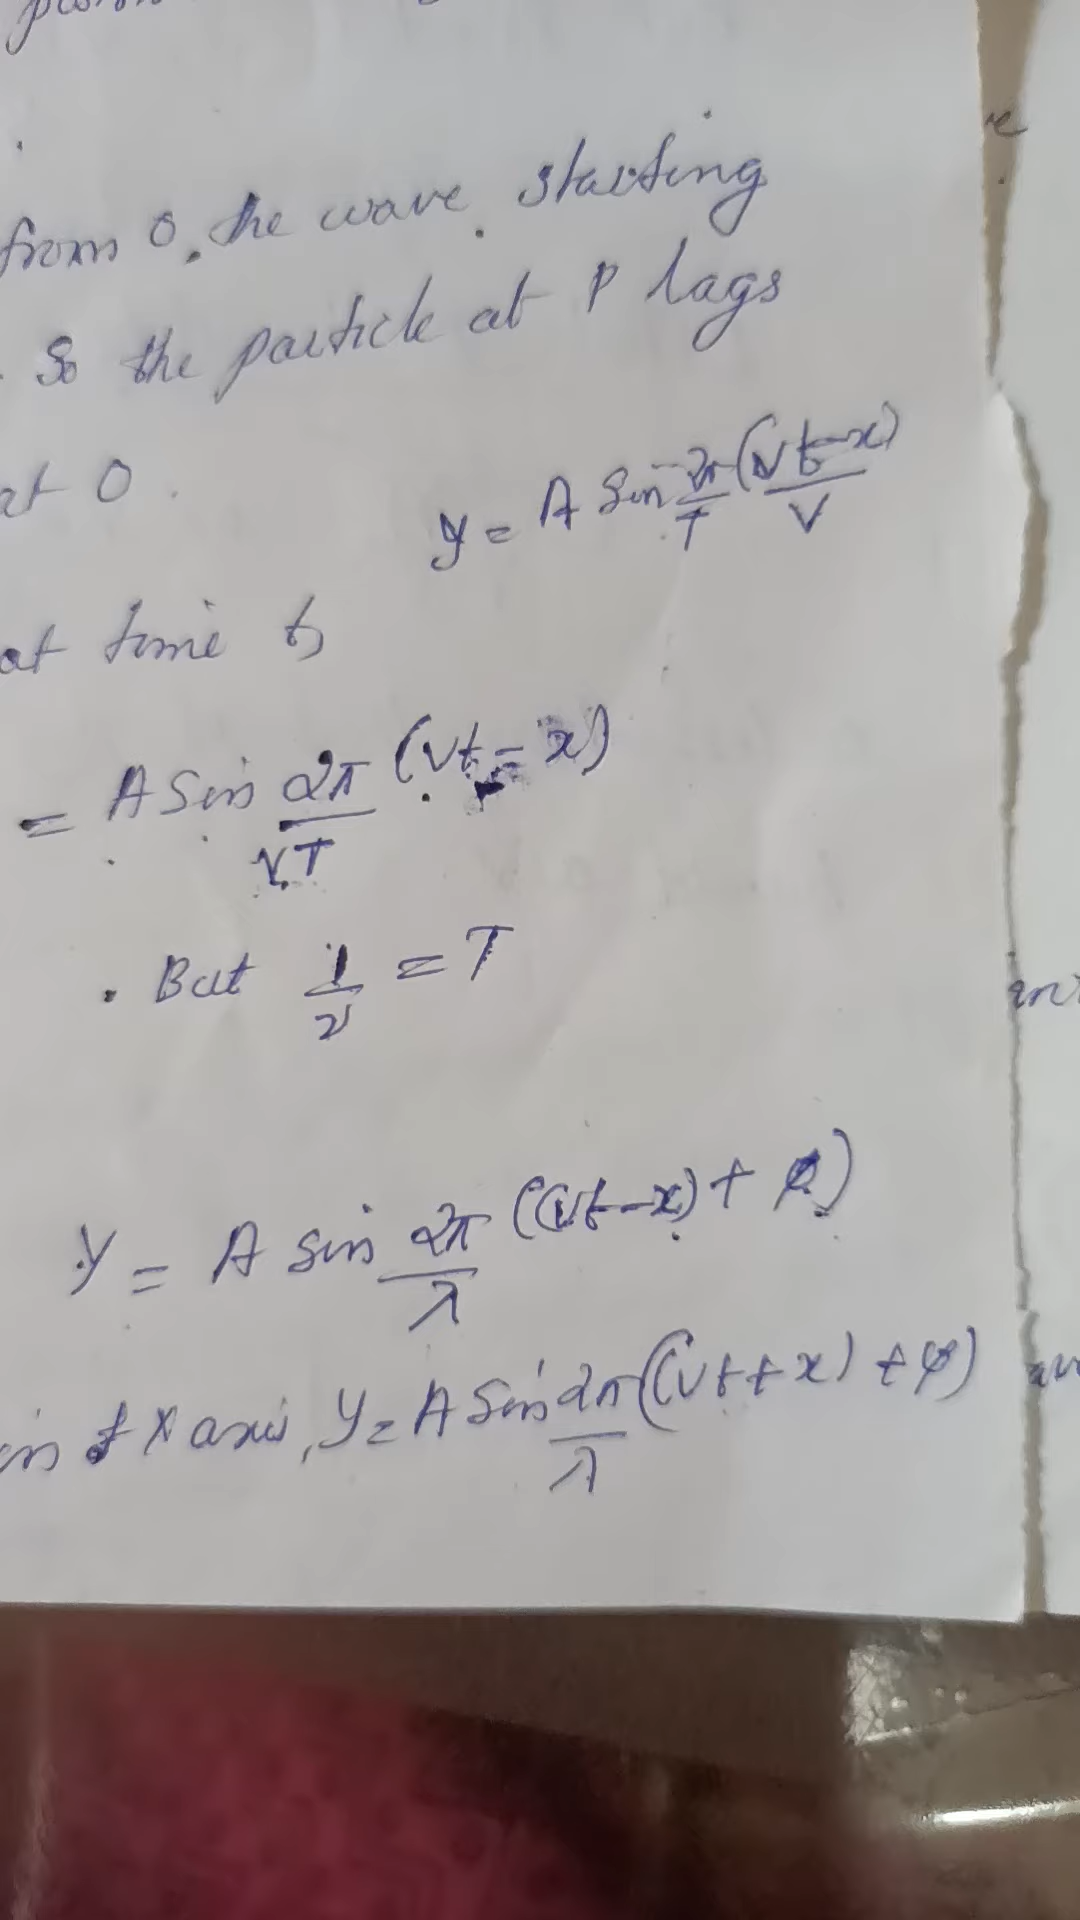 from O, the wave starting
. So the particle at P lags
at O.
y = A Sin 2π/T (vt-x)/V
at time t,
= A Sin 2π/VT (vt - x)
. But 1/ν = T
Y = A sin 2π/λ ((vt-x) + φ)
of X axis, Y = A Sin 2π/λ ((vt+x) + φ)